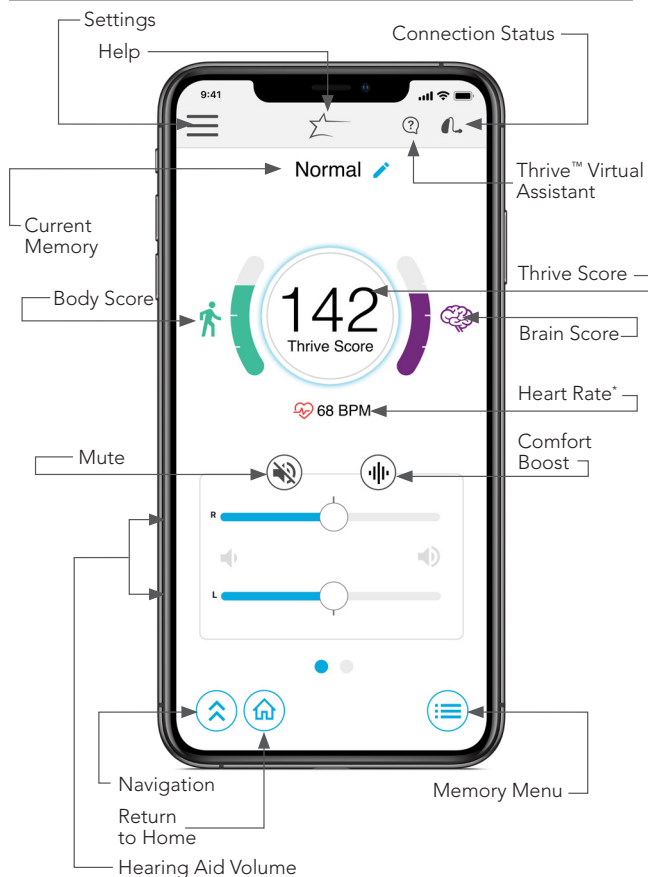 Settings
Help
Connection Status
9:41
Normal
Thrive™ Virtual
Assistant
Current
Memory
Thrive Score
Body Score
142
Thrive Score
Brain Score
Heart Rate*
68 BPM
Mute
Comfort
Boost
R
L
Navigation
Memory Menu
Return
to Home
Hearing Aid Volume